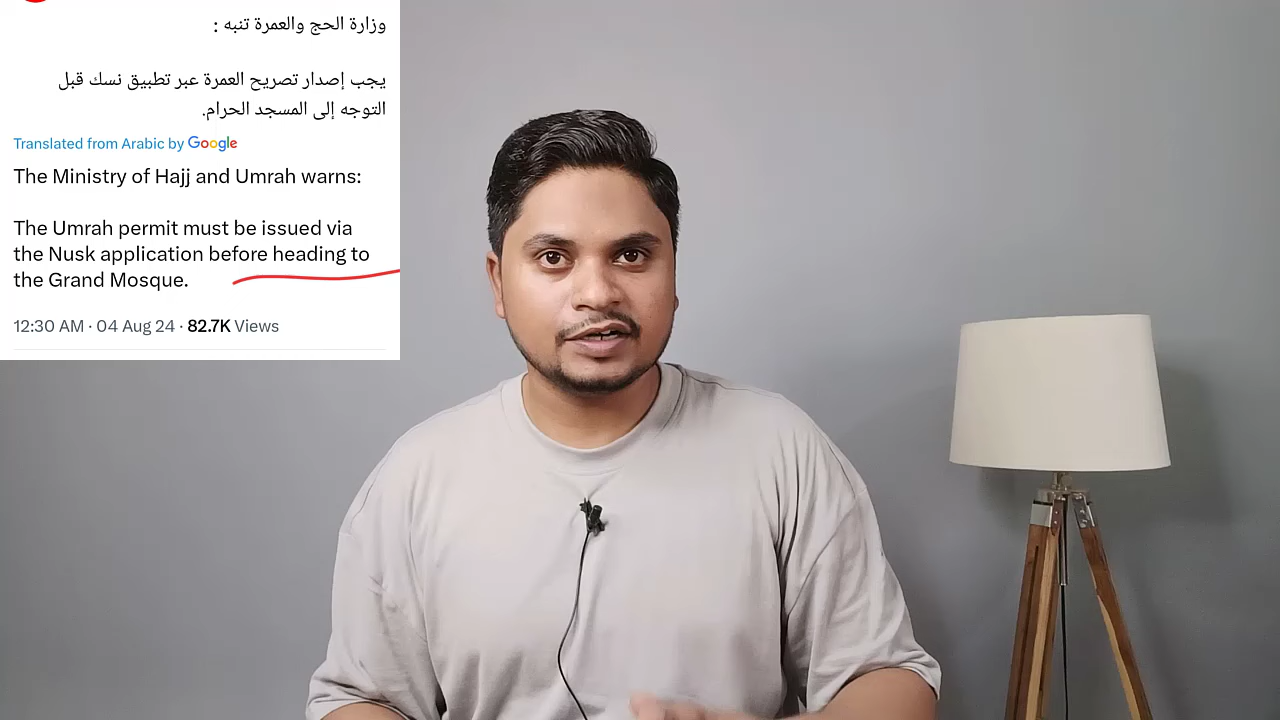 وزارة الحج والعمرة تنبه :
يجب إصدار تصريح العمرة عبر تطبيق نسك قبل
التوجه إلى المسجد الحرام.
Translated from Arabic by Google
The Ministry of Hajj and Umrah warns:
The Umrah permit must be issued via
the Nusk application before heading to
the Grand Mosque.
12:30 AM · 04 Aug 24 · 82.7K Views